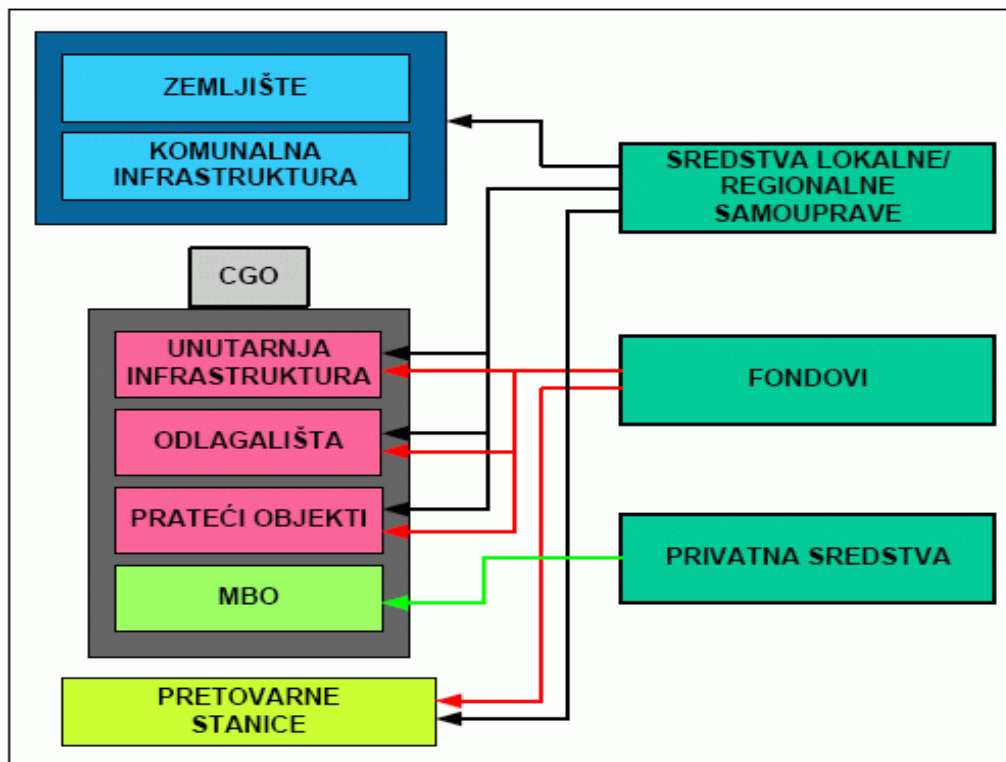 ZEMLJIŠTE
KOMUNALNA
INFRASTRUKTURA
SREDSTVA LOKALNE/
REGIONALNE
SAMOUPRAVE
CGO
UNUTARNJA
INFRASTRUKTURA
FONDOVI
ODLAGALIŠTA
PRATEĆI OBJEKTI
PRIVATNA SREDSTVA
MBO
PRETOVARNE
STANICE